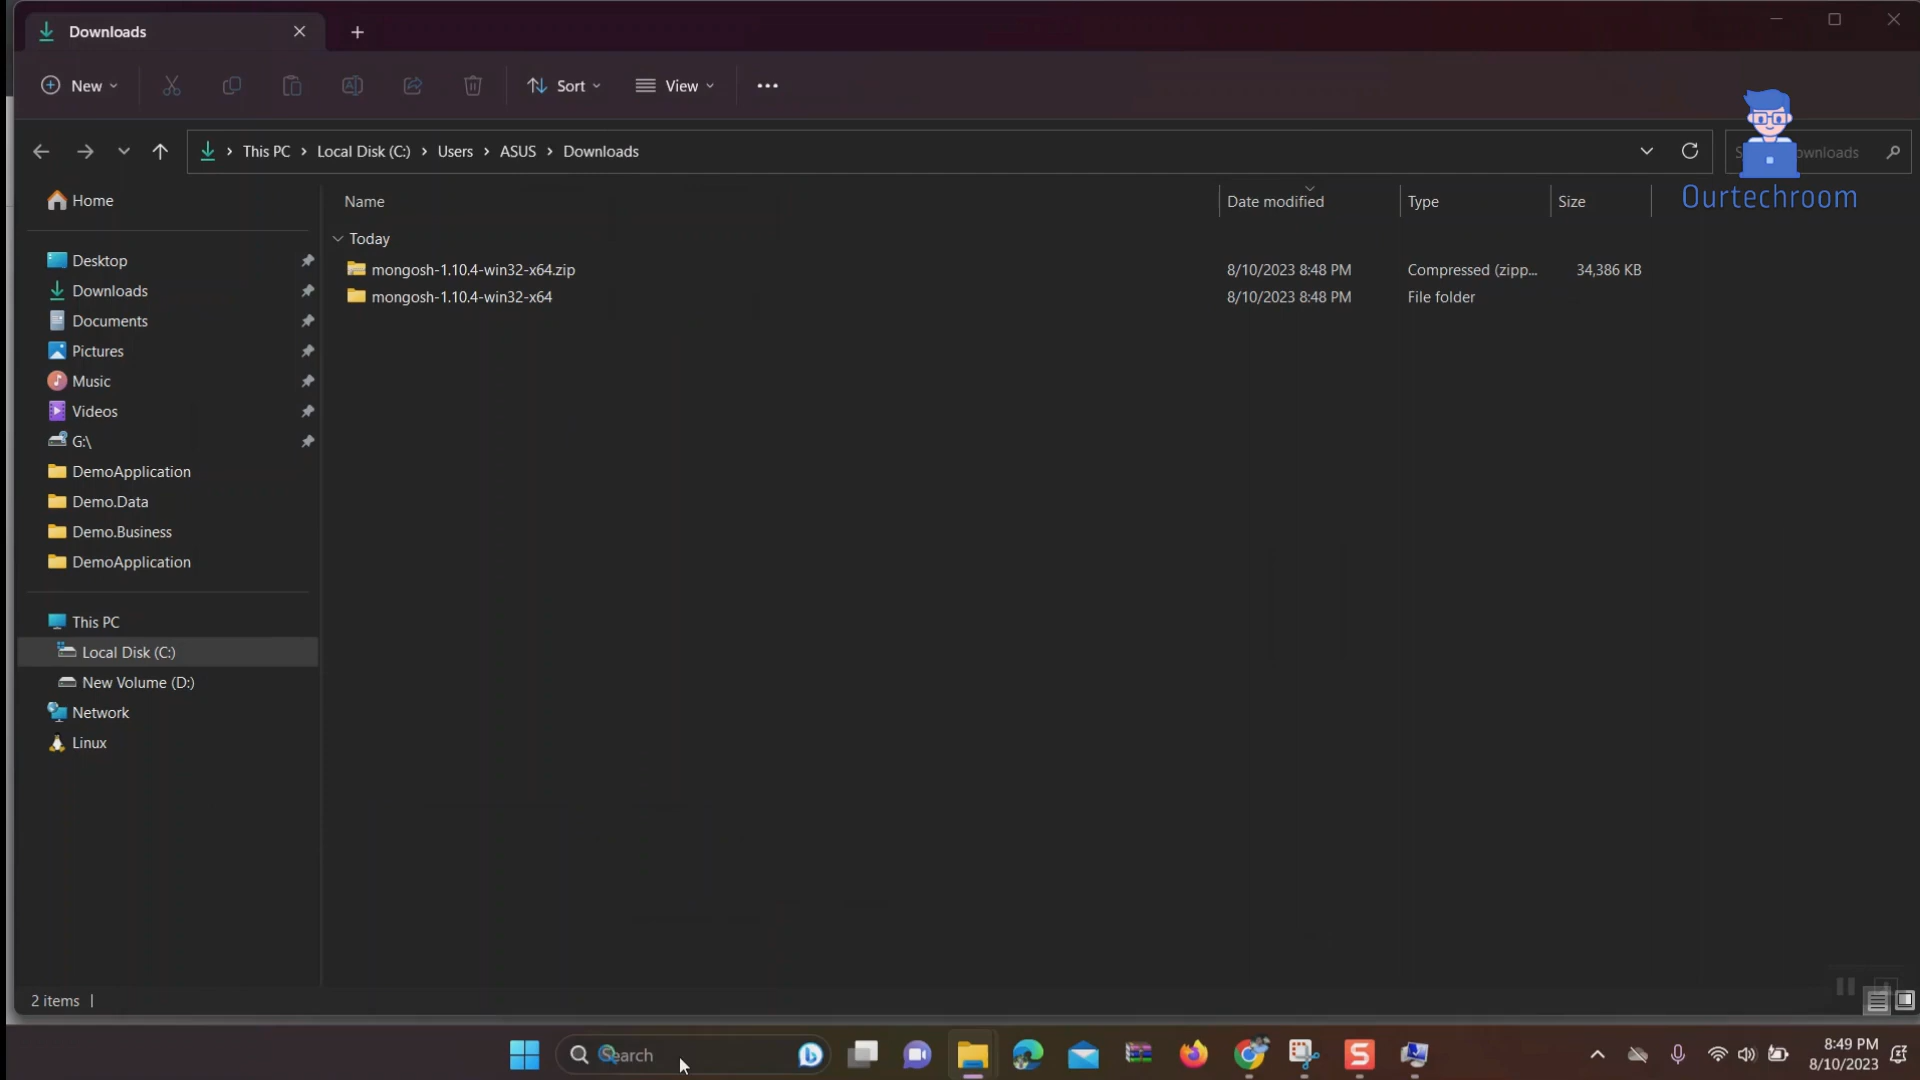 Downloads
New
Sort
View
This PC > Local Disk (C:) > Users > ASUS > Downloads
ownloads
Ourtechroom
Home
Desktop
Downloads
Documents
Pictures
Music
Videos
G:\
DemoApplication
Demo.Data
Demo.Business
DemoApplication
This PC
Local Disk (C:)
New Volume (D:)
Network
Linux
Name Date modified Type Size
Today
mongosh-1.10.4-win32-x64.zip 8/10/2023 8:48 PM Compressed (zipp... 34,386 KB
mongosh-1.10.4-win32-x64 8/10/2023 8:48 PM File folder
2 items
Search
8:49 PM
8/10/2023